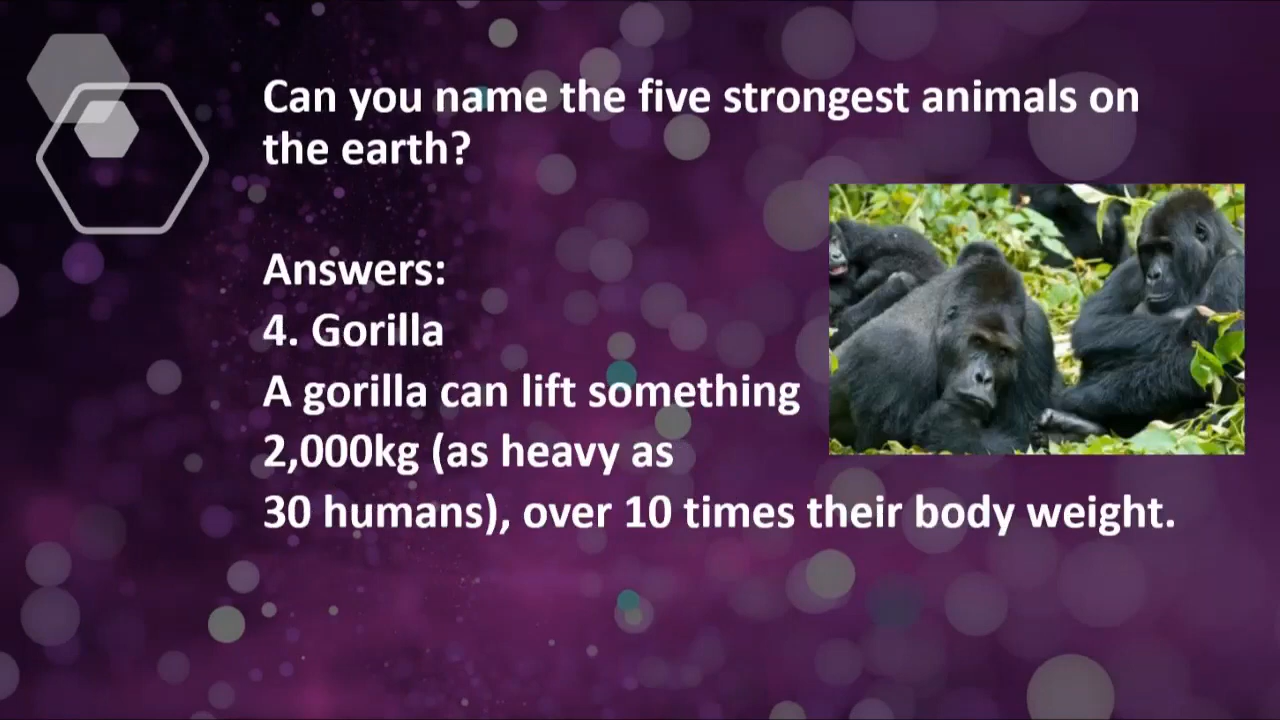 Can you name the five strongest animals on
the earth?
Answers:
4. Gorilla
A gorilla can lift something
2,000kg (as heavy as
30 humans), over 10 times their body weight.